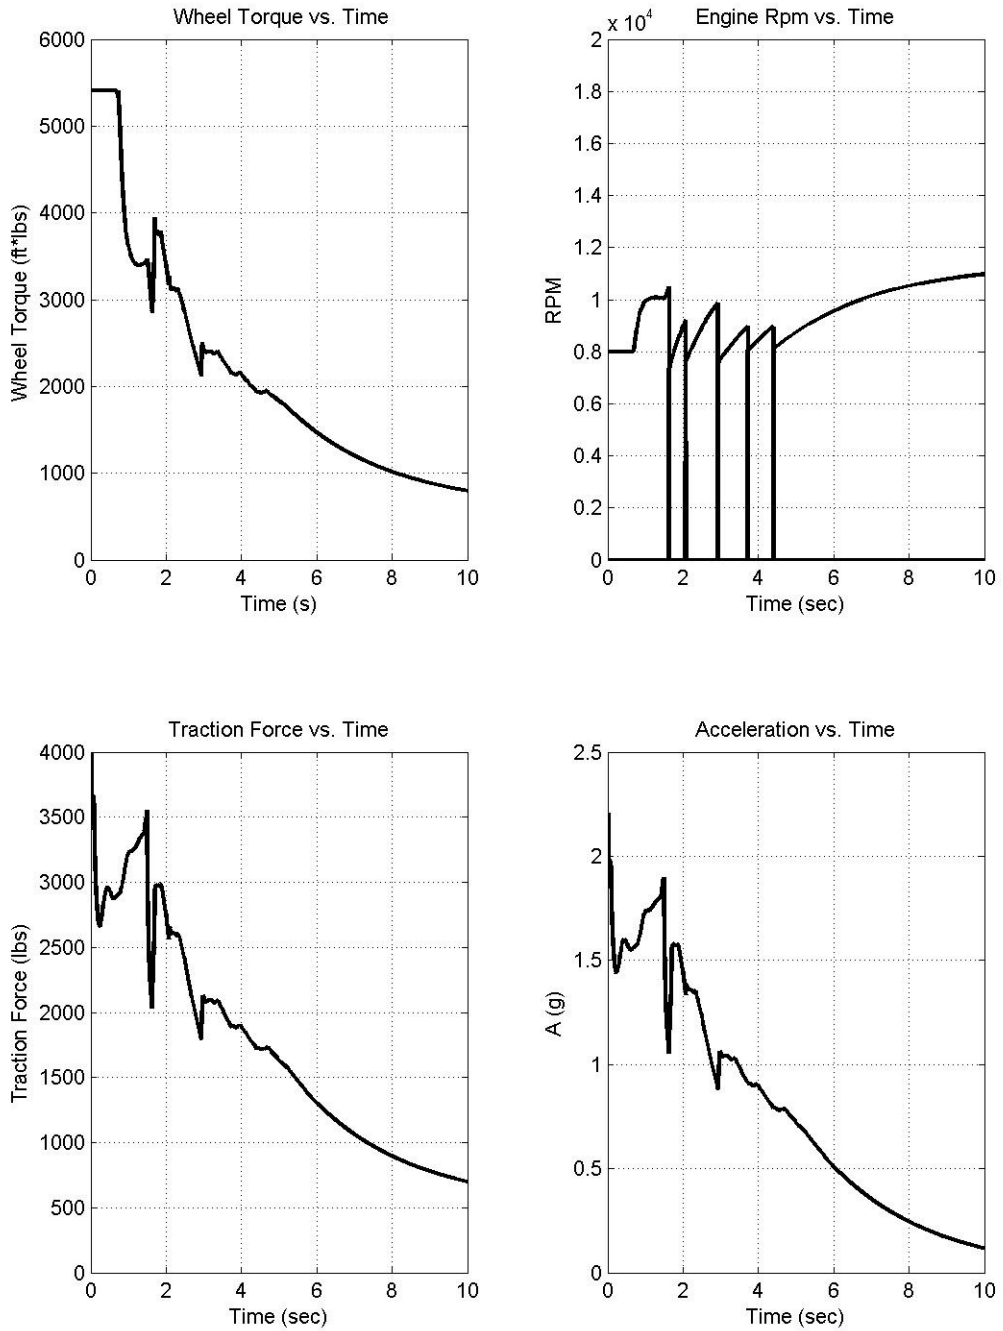 Wheel Torque vs. Time
6000
5000
4000
3000
2000
1000
0
Wheel Torque (ft*lbs)
0 2 4 6 8 10
Time (s)
Engine Rpm vs. Time
x 10^4
2
1.8
1.6
1.4
1.2
1
0.8
0.6
0.4
0.2
0
RPM
0 2 4 6 8 10
Time (sec)
Traction Force vs. Time
4000
3500
3000
2500
2000
1500
1000
500
0
Traction Force (lbs)
0 2 4 6 8 10
Time (sec)
Acceleration vs. Time
2.5
2
1.5
1
0.5
0
A (g)
0 2 4 6 8 10
Time (sec)